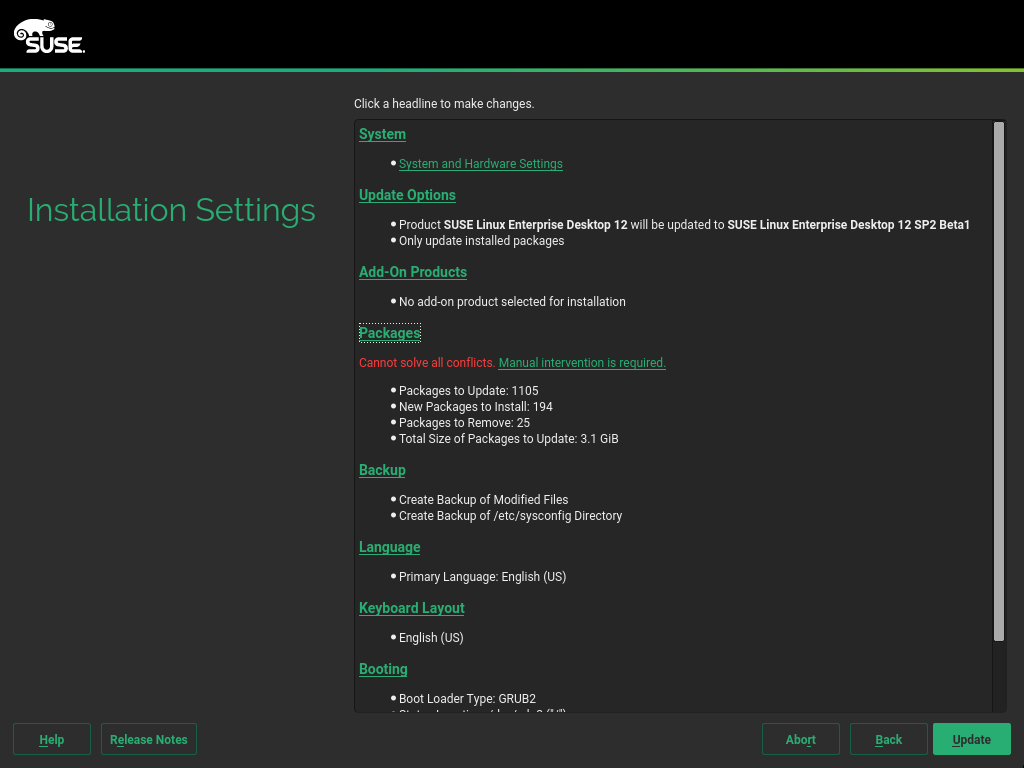 SUSE
Click a headline to make changes.
Installation Settings
System
System and Hardware Settings
Update Options
Product SUSE Linux Enterprise Desktop 12 will be updated to SUSE Linux Enterprise Desktop 12 SP2 Beta1
Only update installed packages
Add-On Products
No add-on product selected for installation
Packages
Cannot solve all conflicts. Manual intervention is required.
Packages to Update: 1105
New Packages to Install: 194
Packages to Remove: 25
Total Size of Packages to Update: 3.1 GiB
Backup
Create Backup of Modified Files
Create Backup of /etc/sysconfig Directory
Language
Primary Language: English (US)
Keyboard Layout
English (US)
Booting
Boot Loader Type: GRUB2
Help Release Notes Abort Back Update